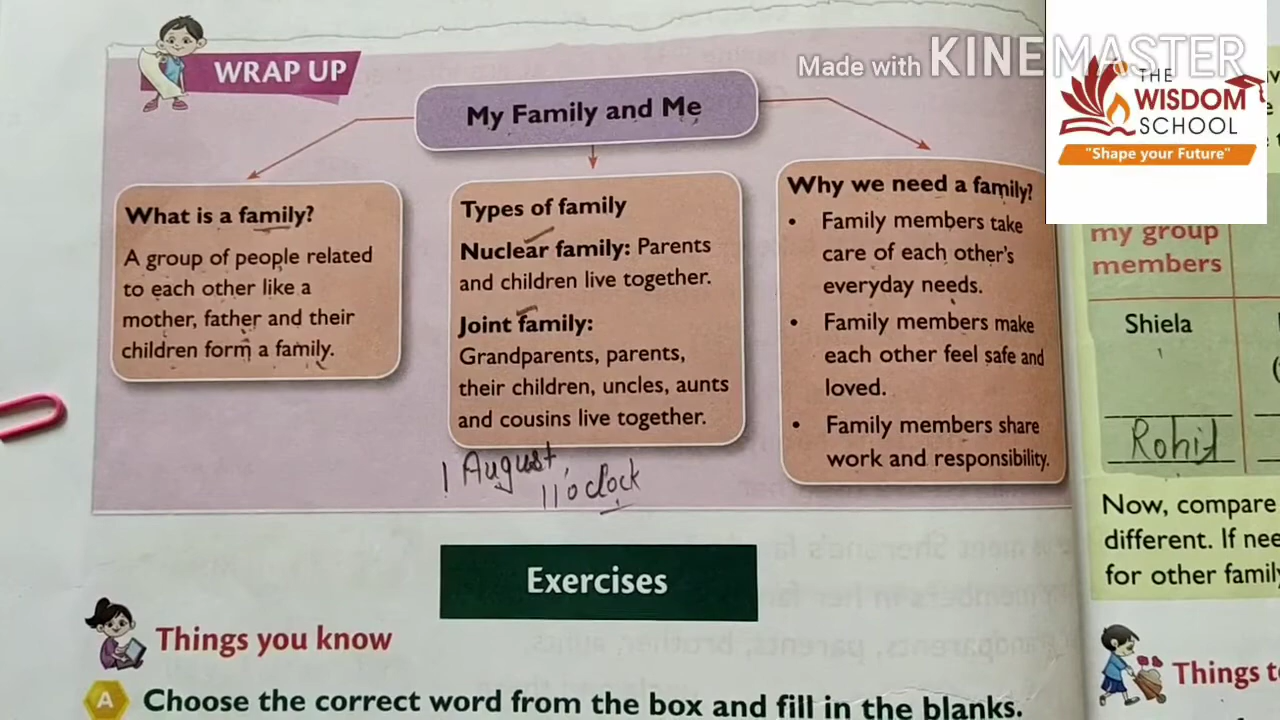 WRAP UP
Made with KINEMASTER
THE
WISDOM
SCHOOL
"Shape your Future"
My Family and Me
What is a family?
A group of people related
to each other like a
mother, father and their
children form a family.
Types of family
Nuclear family: Parents
and children live together.
Joint family:
Grandparents, parents,
their children, uncles, aunts
and cousins live together.
Why we need a family?
• Family members take
care of each other's
everyday needs.
• Family members make
each other feel safe and
loved.
• Family members share
work and responsibility.
1 August,
11 o'clock
my group
members
Shiela
Rohit
Now, compare
different. If nee
for other family
Exercises
Things you know
A Choose the correct word from the box and fill in the blanks.
Things to